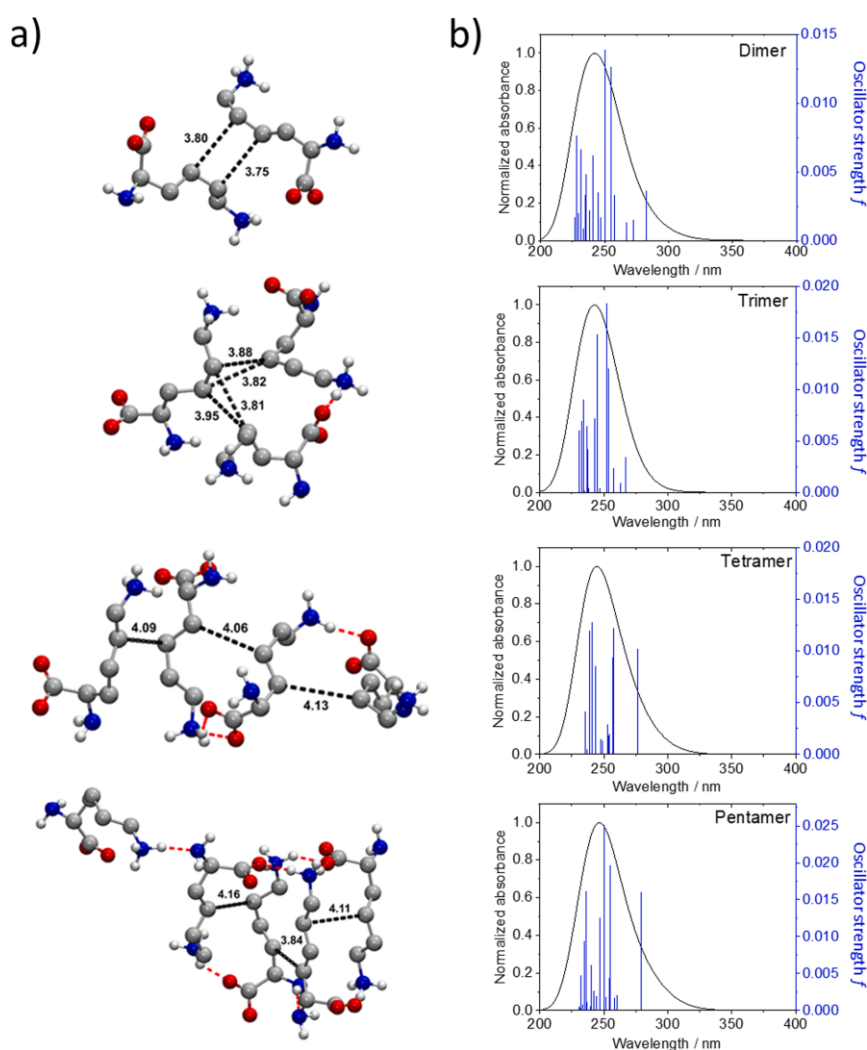 a)
3.80
3.75
3.88
3.82
3.81
3.95
4.09
4.06
4.13
4.16
4.11
3.84
b)
Dimer
Normalized absorbance
1.0
0.8
0.6
0.4
0.2
0.0
200 250 300 350 400
Wavelength / nm
0.015
0.010
0.005
0.000
Oscillator strength f
Trimer
Normalized absorbance
1.0
0.8
0.6
0.4
0.2
0.0
200 250 300 350 400
Wavelength / nm
0.020
0.015
0.010
0.005
0.000
Oscillator strength f
Tetramer
Normalized absorbance
1.0
0.8
0.6
0.4
0.2
0.0
200 250 300 350 400
Wavelength / nm
0.020
0.015
0.010
0.005
0.000
Oscillator strength f
Pentamer
Normalized absorbance
1.0
0.8
0.6
0.4
0.2
0.0
200 250 300 350 400
Wavelength / nm
0.025
0.020
0.015
0.010
0.005
0.000
Oscillator strength f